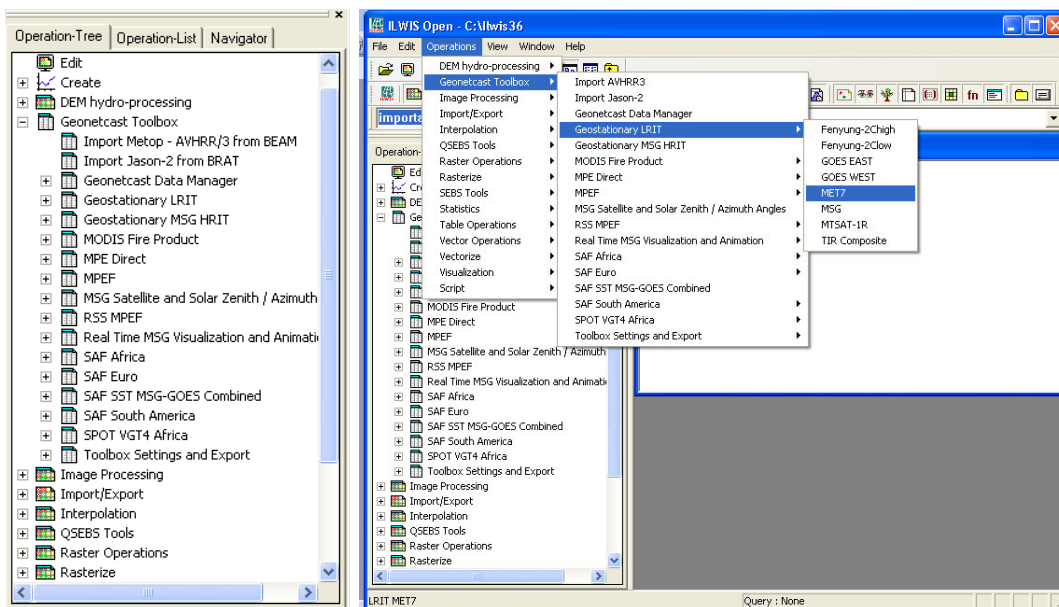 Operation-Tree Operation-List Navigator
Edit
Create
DEM hydro-processing
Geonetcast Toolbox
Import Metop - AVHRR/3 from BEAM
Import Jason-2 from BRAT
Geonetcast Data Manager
Geostationary LRIT
Geostationary MSG HRIT
MODIS Fire Product
MPE Direct
MPEF
MSG Satellite and Solar Zenith / Azimuth
RSS MPEF
Real Time MSG Visualization and Animati
SAF Africa
SAF Euro
SAF SST MSG-GOES Combined
SAF South America
SPOT VGT4 Africa
Toolbox Settings and Export
Image Processing
Import/Export
Interpolation
QSEBS Tools
Raster Operations
Rasterize
ILWIS Open - C:\Ilwis36
File Edit Operations View Window Help
fn
importa
Operation-
Ed
Cr
DE
Ge
MODIS Fire Product
MPE Direct
MPEF
MSG Satellite and Solar Zenith / Azimuth
RSS MPEF
Real Time MSG Visualization and Animati
SAF Africa
SAF Euro
SAF SST MSG-GOES Combined
SAF South America
SPOT VGT4 Africa
Toolbox Settings and Export
Image Processing
Import/Export
Interpolation
QSEBS Tools
Raster Operations
Rasterize
DEM hydro-processing
Geonetcast Toolbox
Image Processing
Import/Export
Interpolation
QSEBS Tools
Raster Operations
Rasterize
SEBS Tools
Statistics
Table Operations
Vector Operations
Vectorize
Visualization
Script
Import AVHRR3
Import Jason-2
Geonetcast Data Manager
Geostationary LRIT
Geostationary MSG HRIT
MODIS Fire Product
MPE Direct
MPEF
MSG Satellite and Solar Zenith / Azimuth Angles
RSS MPEF
Real Time MSG Visualization and Animation
SAF Africa
SAF Euro
SAF SST MSG-GOES Combined
SAF South America
SPOT VGT4 Africa
Toolbox Settings and Export
Fenyung-2Chigh
Fenyung-2Clow
GOES EAST
GOES WEST
MET7
MSG
MTSAT-1R
TIR Composite
LRIT MET7 Query : None